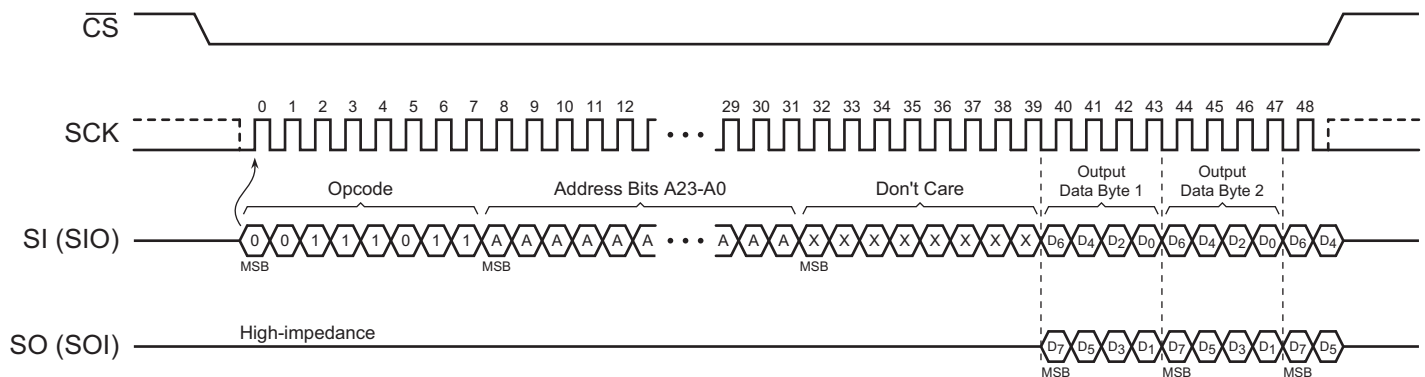 CS
0 1 2 3 4 5 6 7 8 9 10 11 12 29 30 31 32 33 34 35 36 37 38 39 40 41 42 43 44 45 46 47 48
SCK
Opcode Address Bits A23-A0 Don't Care Output Data Byte 1 Output Data Byte 2
SI (SIO) 0 0 1 1 1 0 1 1 A A A A A A A A A X X X X X X X X D6 D4 D2 D0 D6 D4 D2 D0 D6 D4
MSB MSB MSB
High-impedance
SO (SOI) D7 D5 D3 D1 D7 D5 D3 D1 D7 D5
MSB MSB MSB